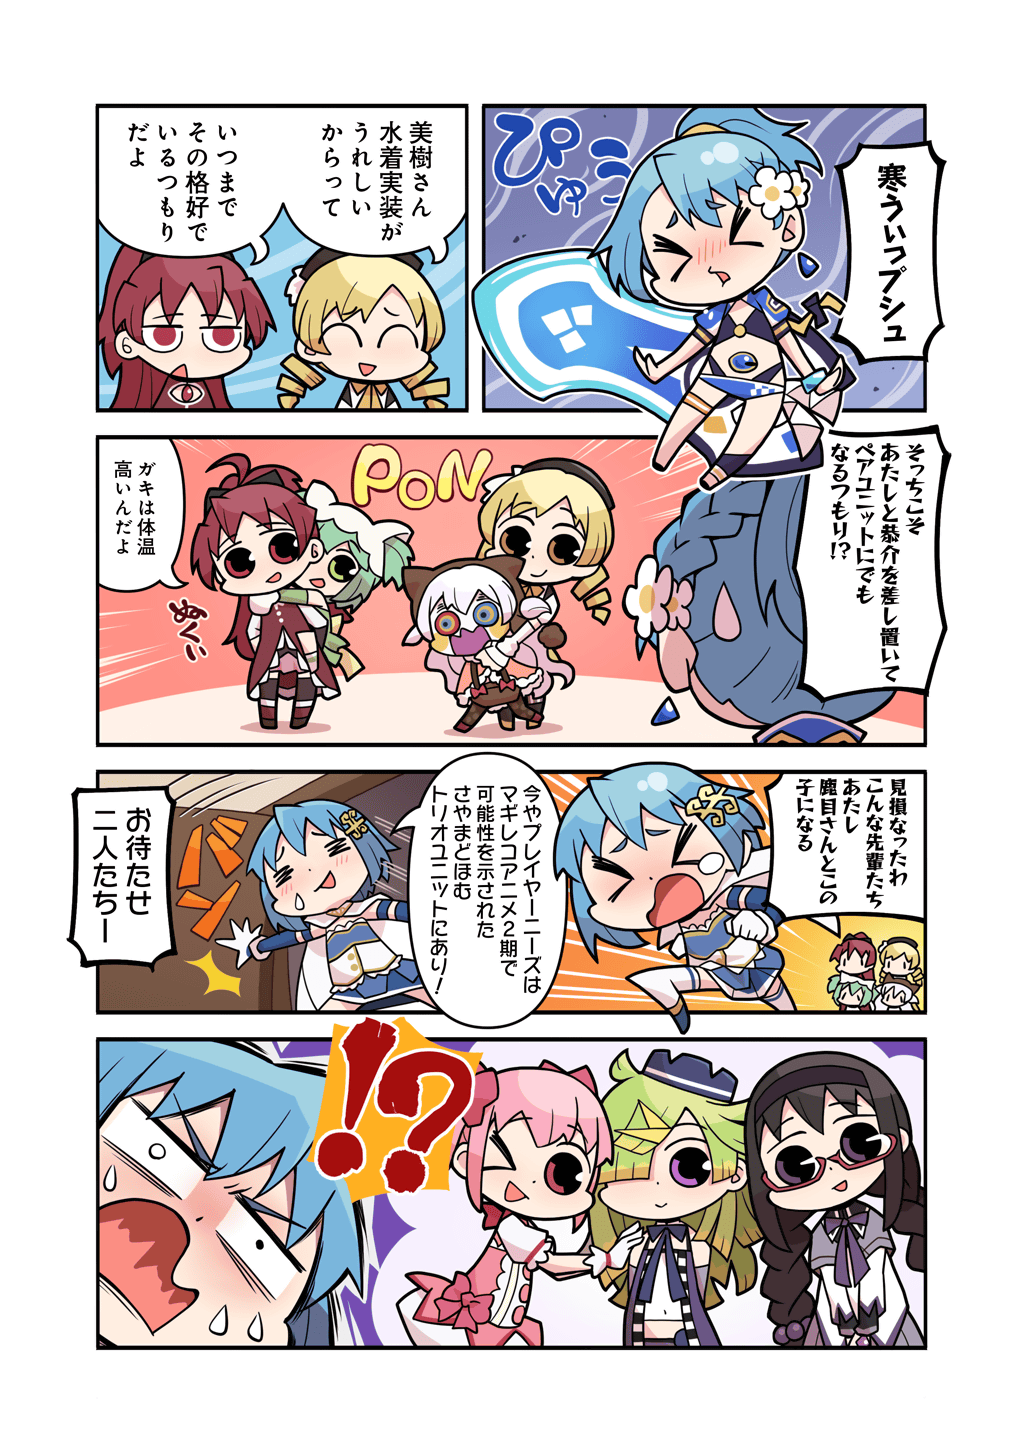 ぴゅう
寒ういっプシュ
美樹さん
水着実装が
うれしい
からって
いつまで
その格好で
いるつもり
だよ
そっちこそ
あたしと恭介を差し置いて
ペアユニットにでも
なるつもり!?
PON
ガキは体温
高いんだよ
ぬくい
見損なったわ
こんな先輩たち
あたし
鹿目さんとこの
子になる
今やプレイヤーニーズは
マギレコアニメ2期で
可能性を示された
さやまどほむ
トリオユニットにあり!
お待たせ
二人たちー
!?